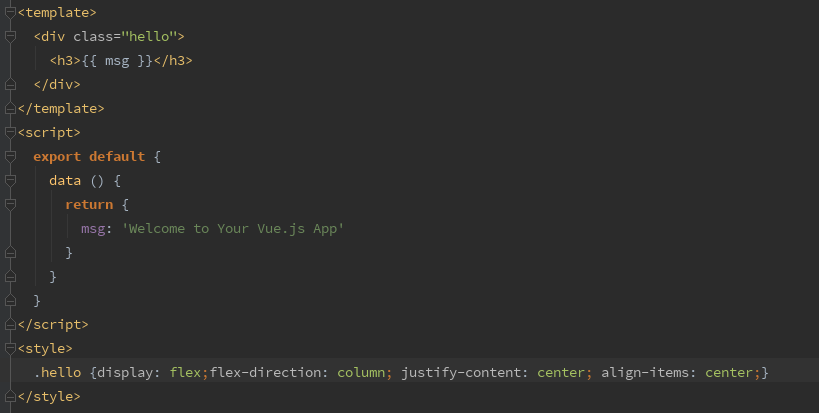 <template>
  <div class="hello">
    <h3>{{ msg }}</h3>
  </div>
</template>
<script>
  export default {
    data () {
      return {
        msg: 'Welcome to Your Vue.js App'
      }
    }
  }
</script>
<style>
  .hello {display: flex;flex-direction: column; justify-content: center; align-items: center;}
</style>